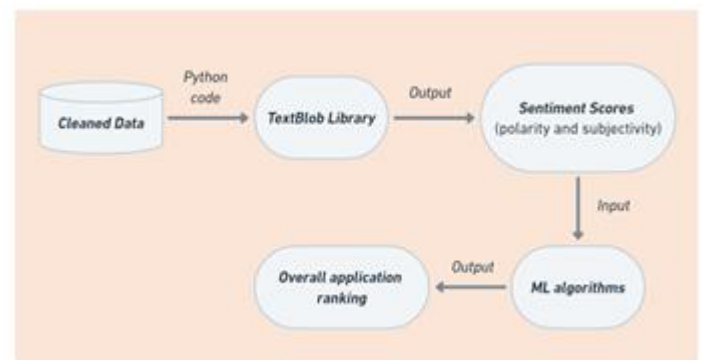 Python
code
Output
Cleaned Data
TextBlob Library
Sentiment Scores
(polarity and subjectivity)
Input
Output
Overall application
ranking
ML algorithms